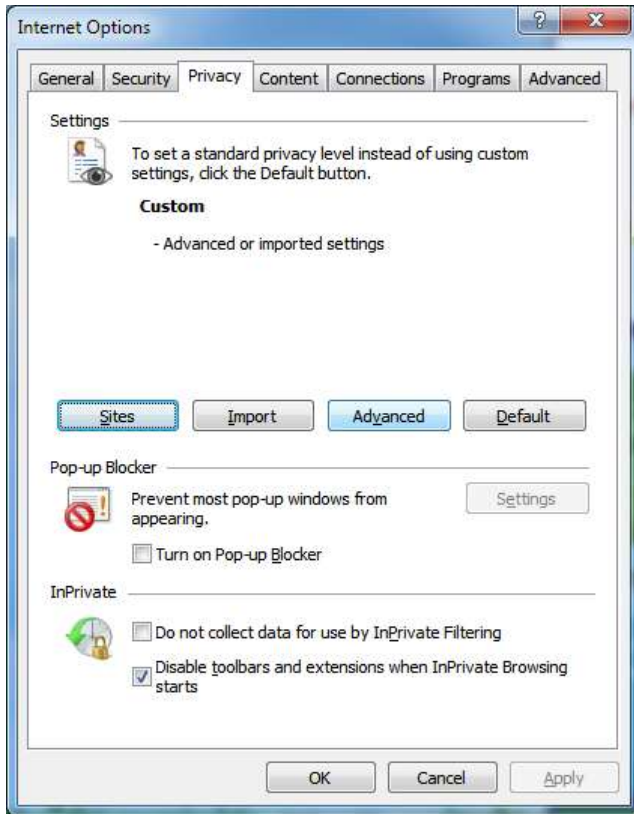 Internet Options
General Security Privacy Content Connections Programs Advanced
Settings
To set a standard privacy level instead of using custom
settings, click the Default button.
Custom
- Advanced or imported settings
Sites Import Advanced Default
Pop-up Blocker
Prevent most pop-up windows from
appearing.
Settings
Turn on Pop-up Blocker
InPrivate
Do not collect data for use by InPrivate Filtering
Disable toolbars and extensions when InPrivate Browsing
starts
OK Cancel Apply